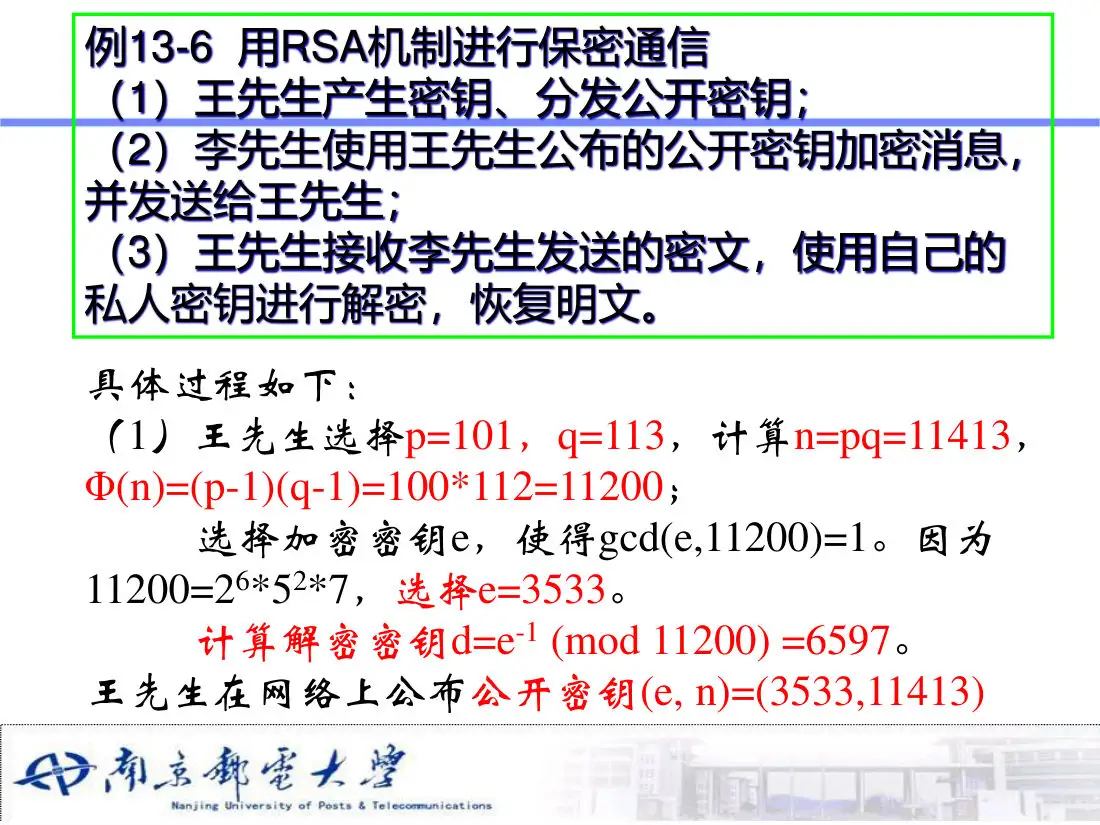 例13-6 用RSA机制进行保密通信
（1）王先生产生密钥、分发公开密钥；
（2）李先生使用王先生公布的公开密钥加密消息，
并发送给王先生；
（3）王先生接收李先生发送的密文，使用自己的
私人密钥进行解密，恢复明文。
具体过程如下：
（1）王先生选择p=101，q=113，计算n=pq=11413，
Φ(n)=(p-1)(q-1)=100*112=11200；
选择加密密钥e，使得gcd(e,11200)=1。因为
11200=2⁶*5²*7，选择e=3533。
计算解密密钥d=e⁻¹ (mod 11200) =6597。
王先生在网络上公布公开密钥(e, n)=(3533,11413)
南京郵電大學
Nanjing University of Posts & Telecommunications